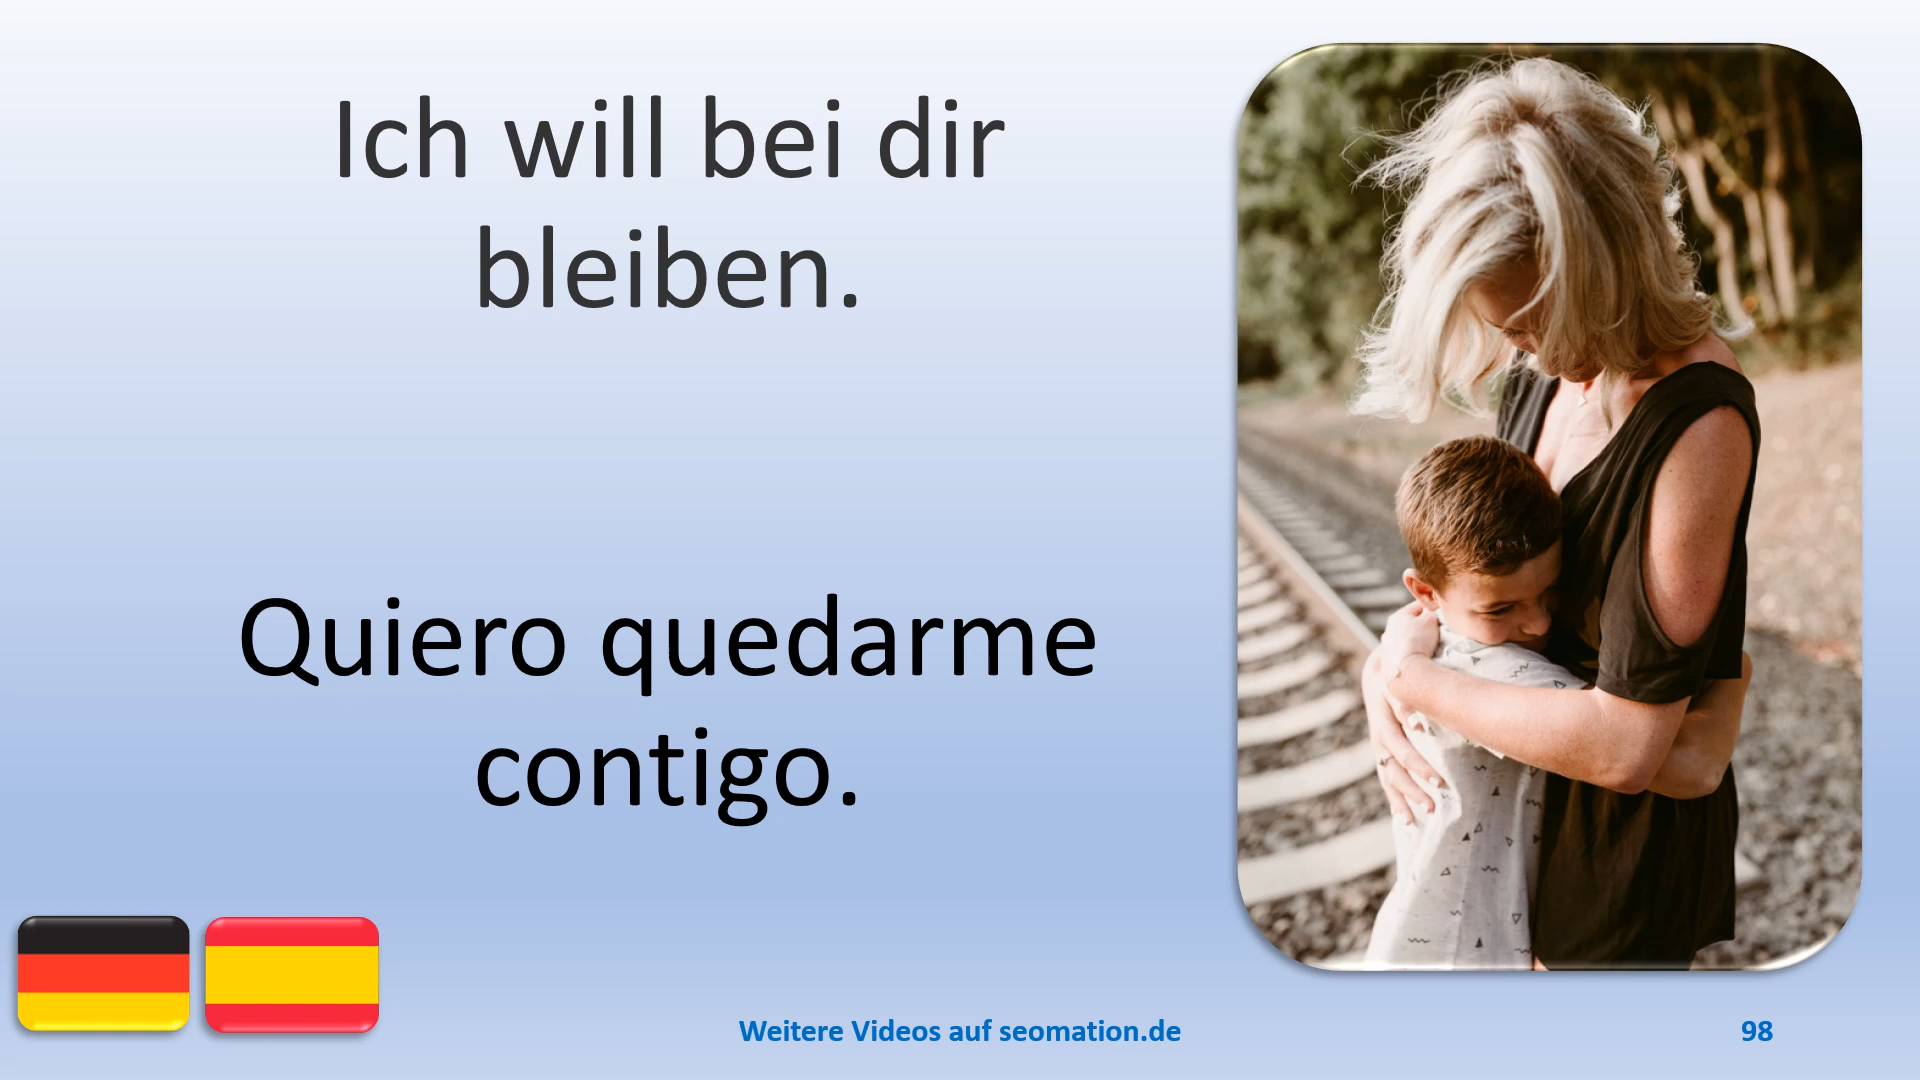 Ich will bei dir
bleiben.
Quiero quedarme
contigo.
Weitere Videos auf seomation.de
98